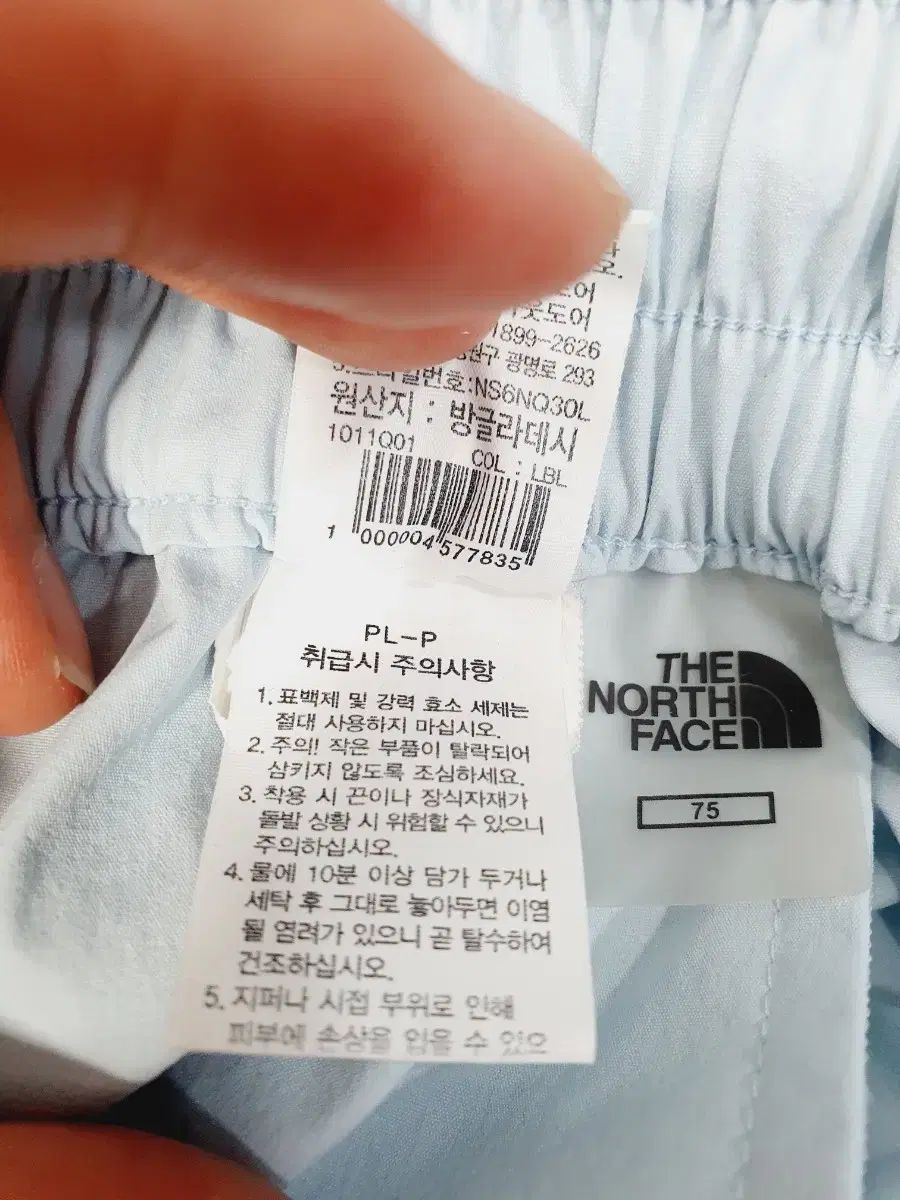 오.
웃도어
1899-2626
광명로 293
NS6NQ30L
원산지 : 방글라데시
1011Q01 COL : LBL
1 000004 577835
PL-P
취급시 주의사항
1. 표백제 및 강력 효소 세제는
절대 사용하지 마십시오.
2. 주의! 작은 부품이 탈락되어
삼키지 않도록 조심하세요.
3. 착용 시 끈이나 장식자재가
돌발 상황 시 위험할 수 있으니
주의하십시오.
4. 물에 10분 이상 담가 두거나
세탁 후 그대로 놓아두면 이염
될 염려가 있으니 곧 탈수하여
건조하십시오.
5. 지퍼나 시접 부위로 인해
피부에 손상을 입을 수 있으
THE
NORTH
FACE
75